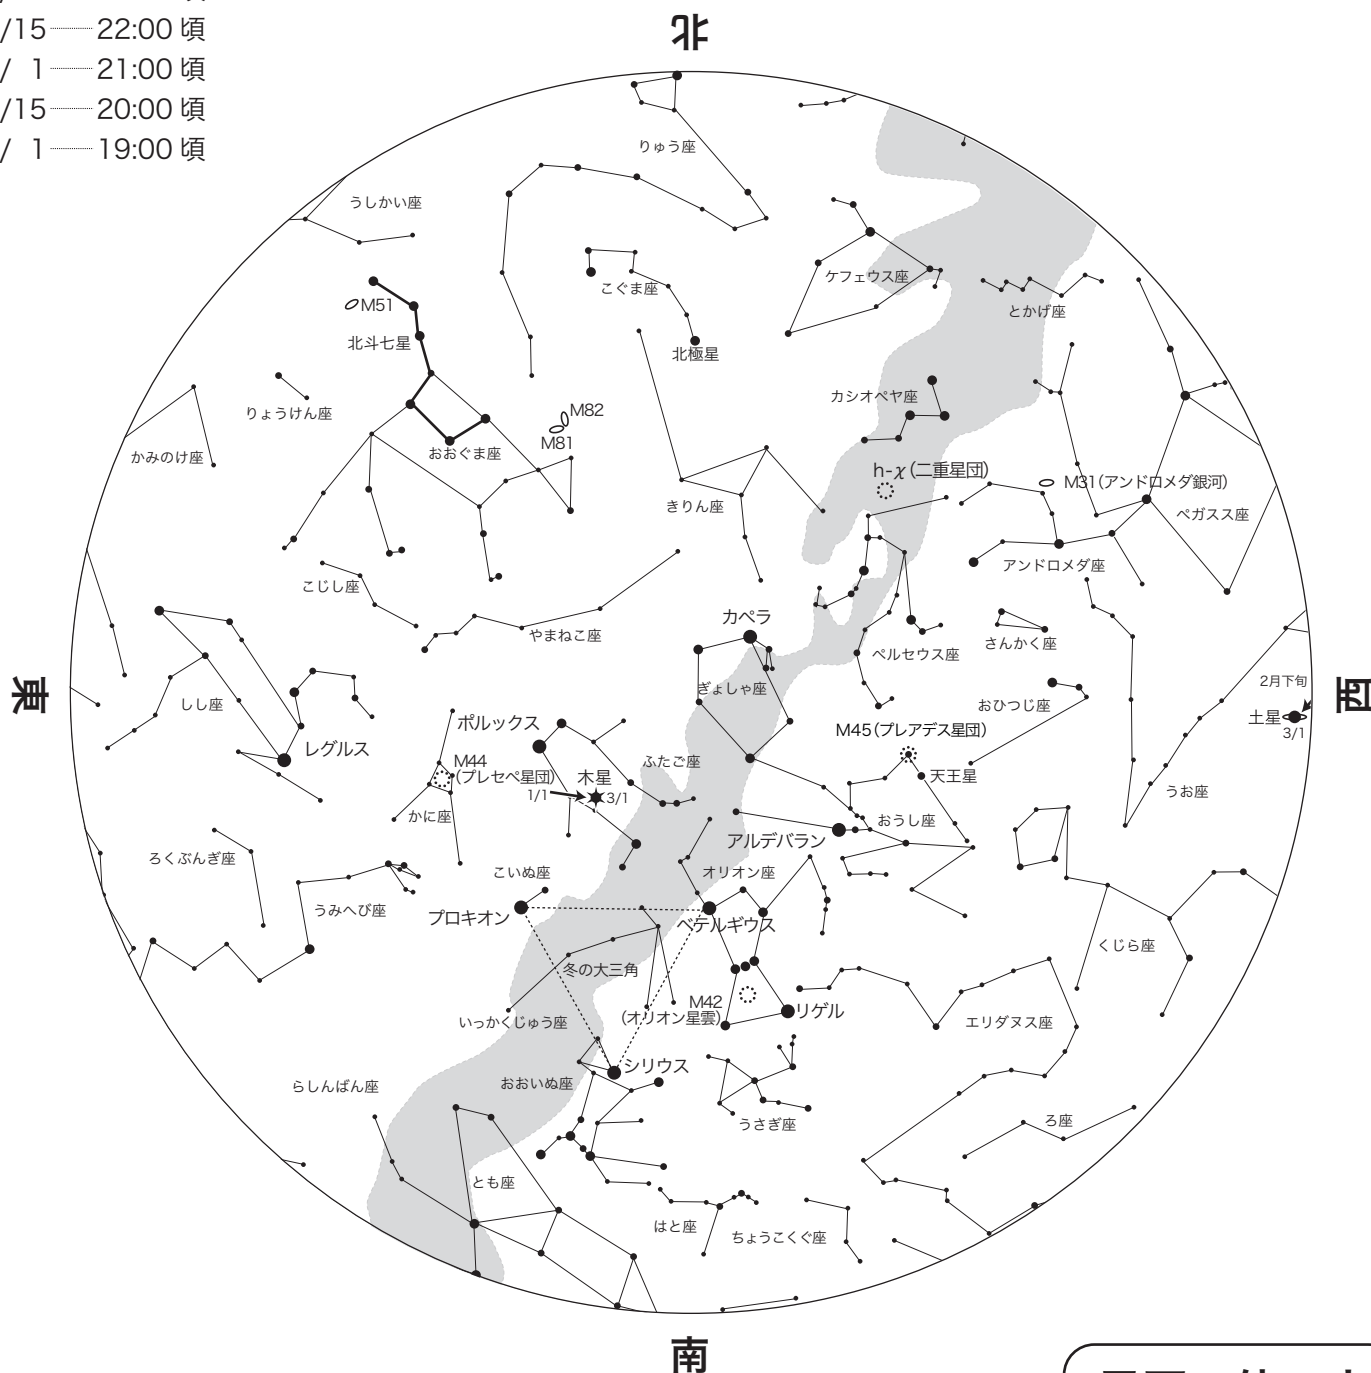 /15 22:00 頃
/ 1 21:00 頃
/15 20:00 頃
/ 1 19:00 頃
北
りゅう座
うしかい座
ケフェウス座
こぐま座
M51
とかげ座
北斗七星
北極星
カシオペヤ座
りょうけん座
M82
M81
かみのけ座
おおぐま座
h-χ(二重星団)
M31(アンドロメダ銀河)
きりん座
ペガスス座
アンドロメダ座
こじし座
やまねこ座
カペラ
さんかく座
ペルセウス座
2月下旬
ぎょしゃ座
東
西
しし座
おひつじ座
土星
3/1
ポルックス
M45(プレアデス星団)
レグルス
M44
(プレセペ星団)
ふたご座
木星
天王星
1/1
3/1
うお座
かに座
おうし座
アルデバラン
ろくぶんぎ座
こいぬ座
オリオン座
うみへび座
プロキオン
ベテルギウス
くじら座
冬の大三角
M42
(オリオン星雲)
リゲル
いっかくじゅう座
エリダヌス座
シリウス
おおいぬ座
らしんばん座
うさぎ座
ろ座
とも座
はと座
ちょうこくぐ座
南